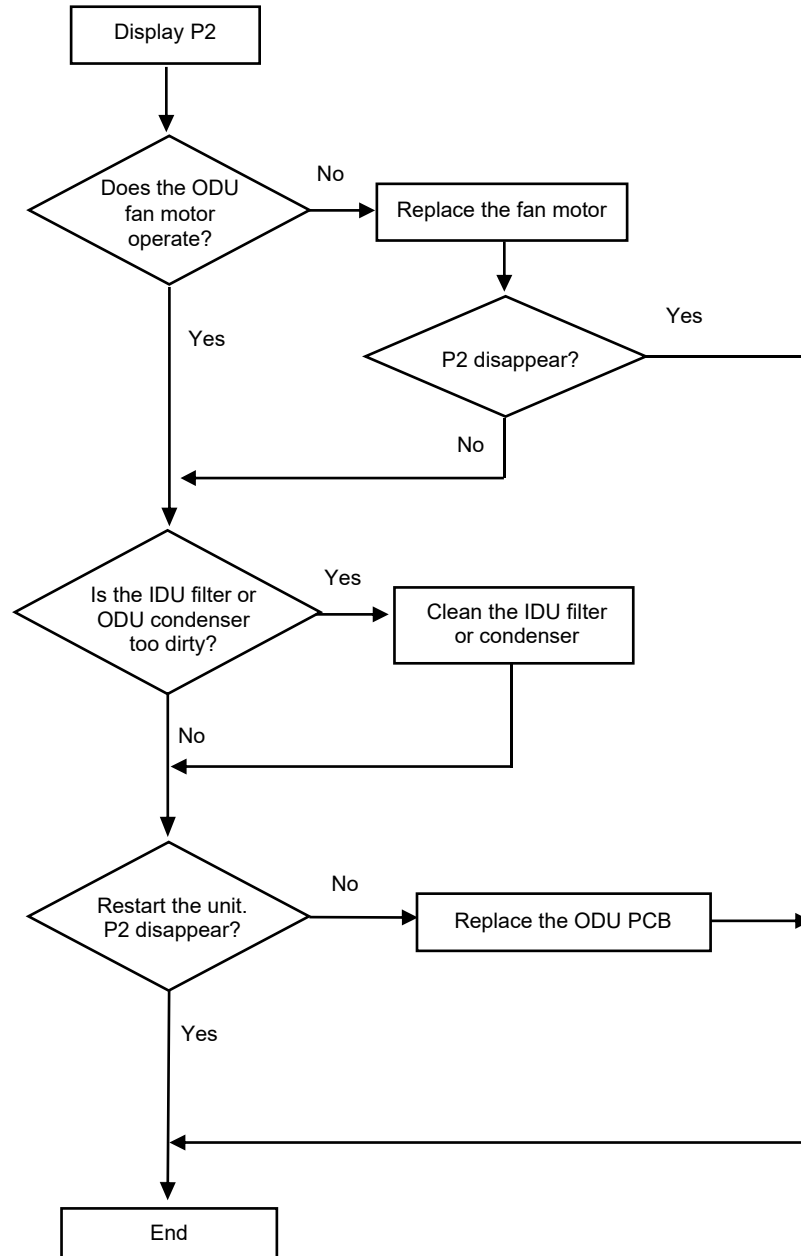 Display P2
Does the ODU
fan motor
operate?
No
Replace the fan motor
Yes
P2 disappear?
Yes
No
Is the IDU filter or
ODU condenser
too dirty?
Yes
Clean the IDU filter
or condenser
No
Restart the unit.
P2 disappear?
No
Replace the ODU PCB
Yes
End